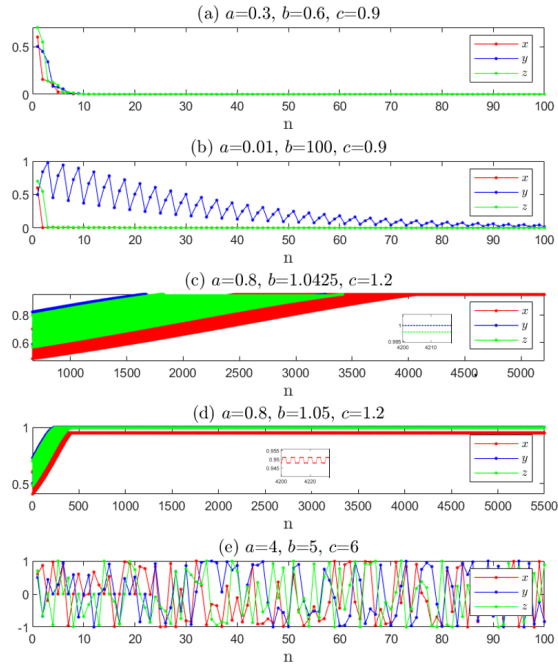 (a) a=0.3, b=0.6, c=0.9
0.5
0
x
y
z
0 10 20 30 40 50 60 70 80 90 100
n
(b) a=0.01, b=100, c=0.9
1
0.5
0
x
y
z
0 10 20 30 40 50 60 70 80 90 100
n
(c) a=0.8, b=1.0425, c=1.2
0.8
0.6
1
0.995
4200 4210
x
y
z
1000 1500 2000 2500 3000 3500 4000 4500 5000
n
(d) a=0.8, b=1.05, c=1.2
1
0.5
0.955
0.95
0.945
4200 4220
x
y
z
0 500 1000 1500 2000 2500 3000 3500 4000 4500 5000 5500
n
(e) a=4, b=5, c=6
1
0
-1
x
y
z
0 10 20 30 40 50 60 70 80 90 100
n